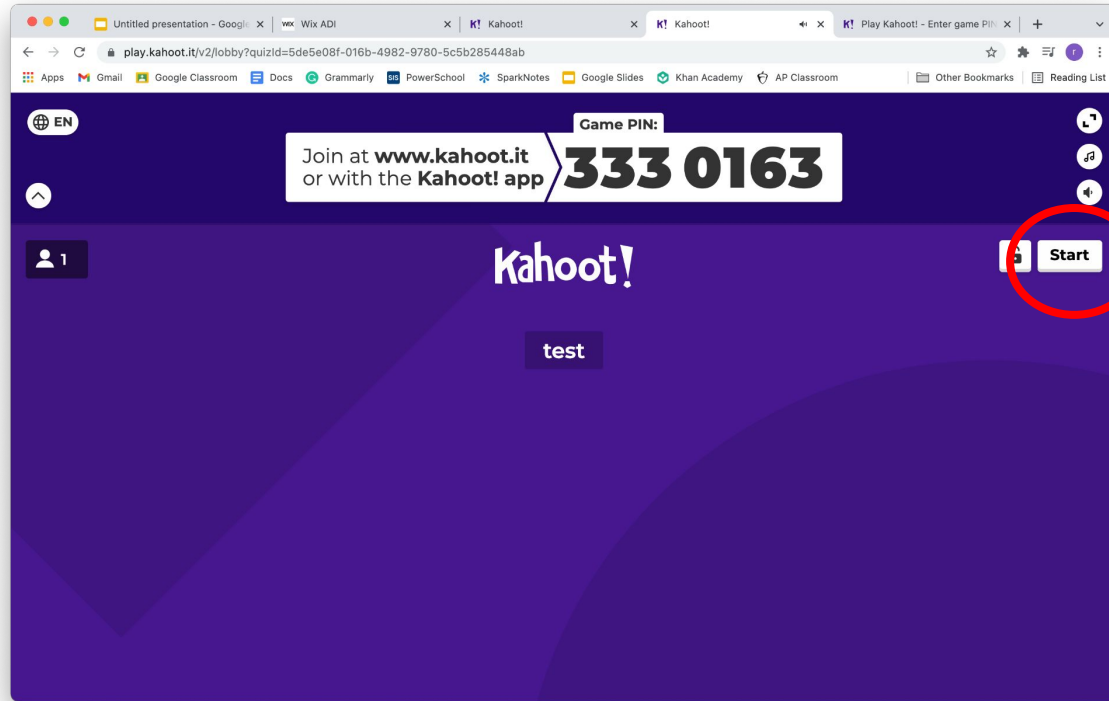 Untitled presentation - Google
WIX Wix ADI
K! Kahoot!
K! Kahoot!
K! Play Kahoot! - Enter game PIN
play.kahoot.it/v2/lobby?quizId=5de5e08f-016b-4982-9780-5c5b285448ab
r
Apps
Gmail
Google Classroom
Docs
Grammarly
SIS PowerSchool
SparkNotes
Google Slides
Khan Academy
AP Classroom
Other Bookmarks
Reading List
EN
Join at www.kahoot.it
or with the Kahoot! app
Game PIN:
333 0163
1
Kahoot!
Start
test